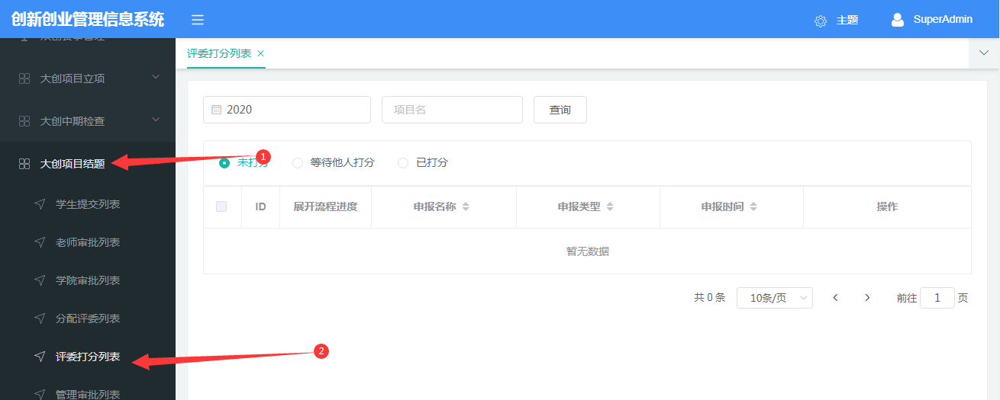 创新创业管理信息系统
主题
SuperAdmin
大创项目立项
大创中期检查
大创项目结题
学生提交列表
老师审批列表
学院审批列表
分配评委列表
评委打分列表
管理审批列表
评委打分列表
2020
项目名
查询
1
未打分
等待他人打分
已打分
ID
展开流程进度
申报名称
申报类型
申报时间
操作
暂无数据
共 0 条
10条/页
前往 1 页
2